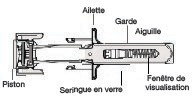 Ailette
Garde
Aiguille
Piston
Seringue en verre
Fenêtre de
visualisation